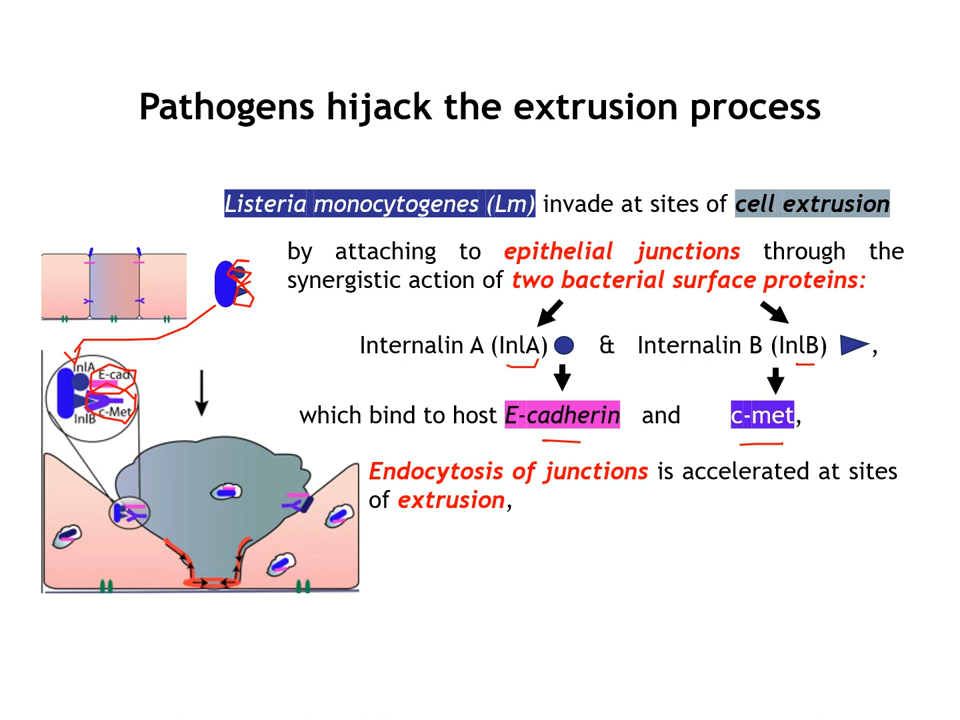 Pathogens hijack the extrusion process
Listeria monocytogenes (Lm) invade at sites of cell extrusion
by attaching to epithelial junctions through the
synergistic action of two bacterial surface proteins:
Internalin A (InlA) & Internalin B (InlB) ,
which bind to host E-cadherin and c-met,
Endocytosis of junctions is accelerated at sites
of extrusion,
InlA
E-cad
c-Met
InlB